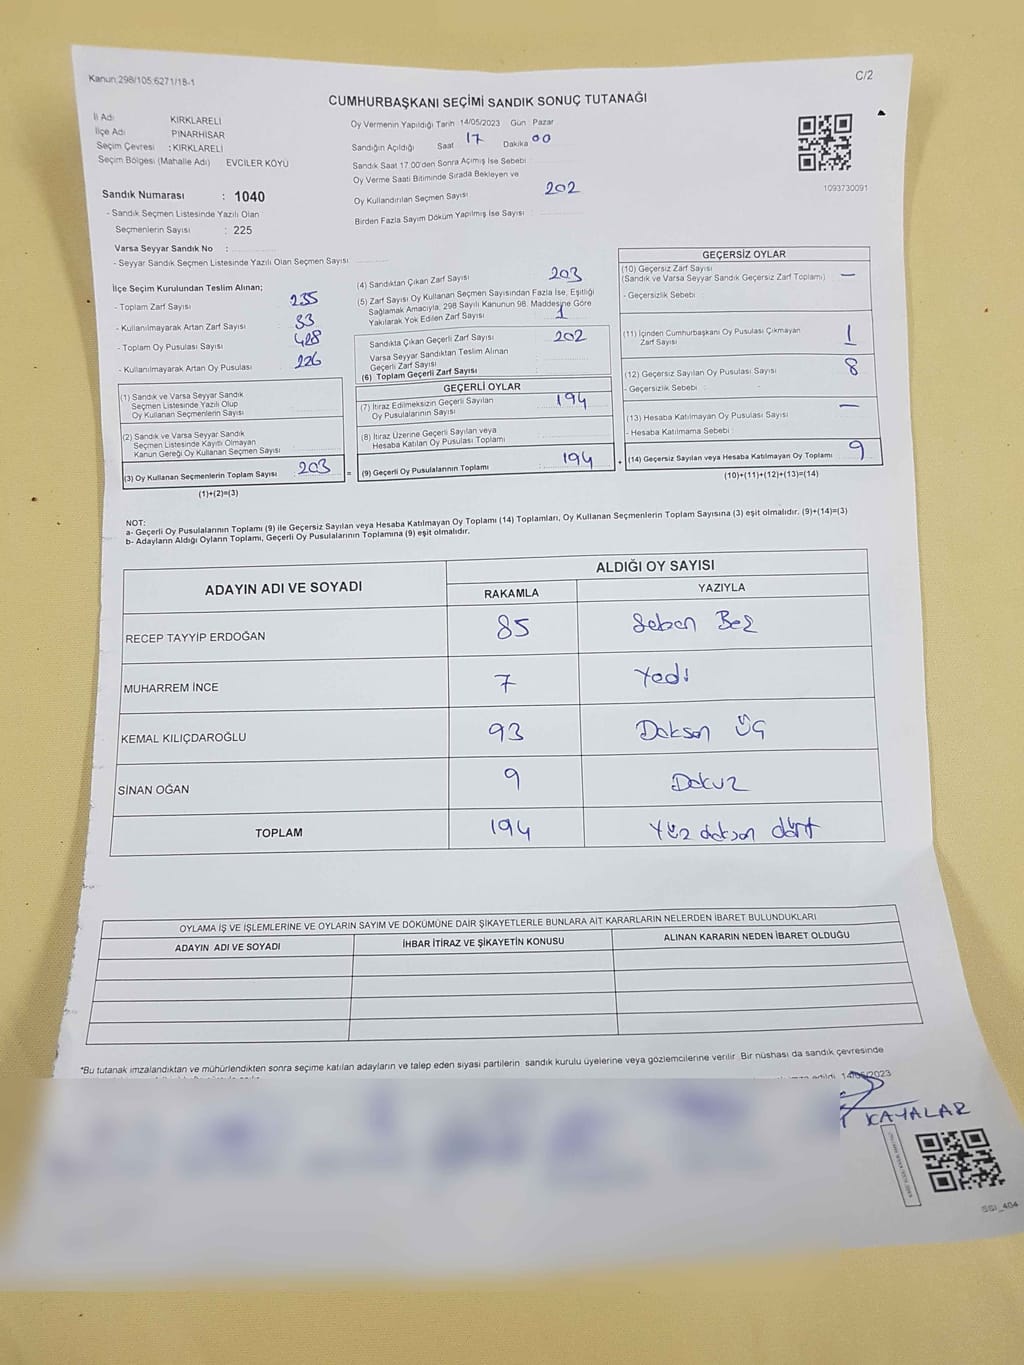 Kanun:298/105,6271/18-1
C/2
CUMHURBAŞKANI SEÇİMİ SANDIK SONUÇ TUTANAĞI
İl Adı KIRKLARELİ
İlçe Adı PINARHİSAR
Seçim Çevresi : KIRKLARELİ
Seçim Bölgesi (Mahalle Adı) EVCİLER KÖYÜ
Oy Vermenin Yapıldığı Tarih 14/05/2023 Gün : Pazar
Sandığın Açıldığı Saat 17 Dakika 00
Sandık Saat 17.00'den Sonra Açımış İse Sebebi
Oy Verme Saati Bitiminde Sırada Bekleyen ve
Oy Kullandırılan Seçmen Sayısı 202
Birden Fazla Sayım Döküm Yapılmış İse Sayısı
1093730091
Sandık Numarası : 1040
- Sandık Seçmen Listesinde Yazılı Olan
Seçmenlerin Sayısı : 225
Varsa Seyyar Sandık No :
- Seyyar Sandık Seçmen Listesinde Yazılı Olan Seçmen Sayısı:
İlçe Seçim Kurulundan Teslim Alınan;
- Toplam Zarf Sayısı 235
- Kullanılmayarak Artan Zarf Sayısı 33
- Toplam Oy Pusulası Sayısı 428
- Kullanılmayarak Artan Oy Pusulası 226
(1) Sandık ve Varsa Seyyar Sandık
Seçmen Listesinde Yazılı Olup
Oy Kullanan Seçmenlerin Sayısı
(2) Sandık ve Varsa Seyyar Sandık
Seçmen Listesinde Kayıtlı Olmayan
Kanun Gereği Oy Kullanan Seçmen Sayısı
(3) Oy Kullanan Seçmenlerin Toplam Sayısı 203
(1)+(2)=(3)
(4) Sandıktan Çıkan Zarf Sayısı 203
(5) Zarf Sayısı Oy Kullanan Seçmen Sayısından Fazla İse, Eşitliği
Sağlamak Amacıyla, 298 Sayılı Kanunun 98. Maddesine Göre
Yakılarak Yok Edilen Zarf Sayısı 1
Sandıkta Çıkan Geçerli Zarf Sayısı 202
Varsa Seyyar Sandıktan Teslim Alınan
Geçerli Zarf Sayısı
(6) Toplam Geçerli Zarf Sayısı
GEÇERLİ OYLAR
(7) İtiraz Edilmeksizin Geçerli Sayılan
Oy Pusulalarının Sayısı 194
(8) İtiraz Üzerine Geçerli Sayılan veya
Hesaba Katılan Oy Pusulası Toplamı
= (9) Geçerli Oy Pusulalarının Toplamı 194
GEÇERSİZ OYLAR
(10) Geçersiz Zarf Sayısı
(Sandık ve Varsa Seyyar Sandık Geçersiz Zarf Toplamı) —
- Geçersizlik Sebebi :
(11) İçinden Cumhurbaşkanı Oy Pusulası Çıkmayan
Zarf Sayısı 1
(12) Geçersiz Sayılan Oy Pusulası Sayısı 8
- Geçersizlik Sebebi :
(13) Hesaba Katılmayan Oy Pusulası Sayısı —
- Hesaba Katılmama Sebebi :
+ (14) Geçersiz Sayılan veya Hesaba Katılmayan Oy Toplamı 9
(10)+(11)+(12)+(13)=(14)
NOT:
a- Geçerli Oy Pusulalarının Toplamı (9) ile Geçersiz Sayılan veya Hesaba Katılmayan Oy Toplamı (14) Toplamları, Oy Kullanan Seçmenlerin Toplam Sayısına (3) eşit olmalıdır. (9)+(14)=(3)
b- Adayların Aldığı Oyların Toplamı, Geçerli Oy Pusulalarının Toplamına (9) eşit olmalıdır.
ADAYIN ADI VE SOYADI ALDIĞI OY SAYISI
RAKAMLA YAZIYLA
RECEP TAYYİP ERDOĞAN 85 Seben Beş
MUHARREM İNCE 7 Yedi
KEMAL KILIÇDAROĞLU 93 Doksan Üç
SİNAN OĞAN 9 Dokuz
TOPLAM 194 Yüz doksan dört
OYLAMA İŞ VE İŞLEMLERİNE VE OYLARIN SAYIM VE DÖKÜMÜNE DAİR ŞİKAYETLERLE BUNLARA AİT KARARLARIN NELERDEN İBARET BULUNDUKLARI
ADAYIN ADI VE SOYADI İHBAR İTİRAZ VE ŞİKAYETİN KONUSU ALINAN KARARIN NEDEN İBARET OLDUĞU
*Bu tutanak imzalandıktan ve mühürlendikten sonra seçime katılan adayların ve talep eden siyasi partilerin sandık kurulu üyelerine veya gözlemcilerine verilir. Bir nüshası da sandık çevresinde
edildi. 14/05/2023
KAYALAR
SSI_404